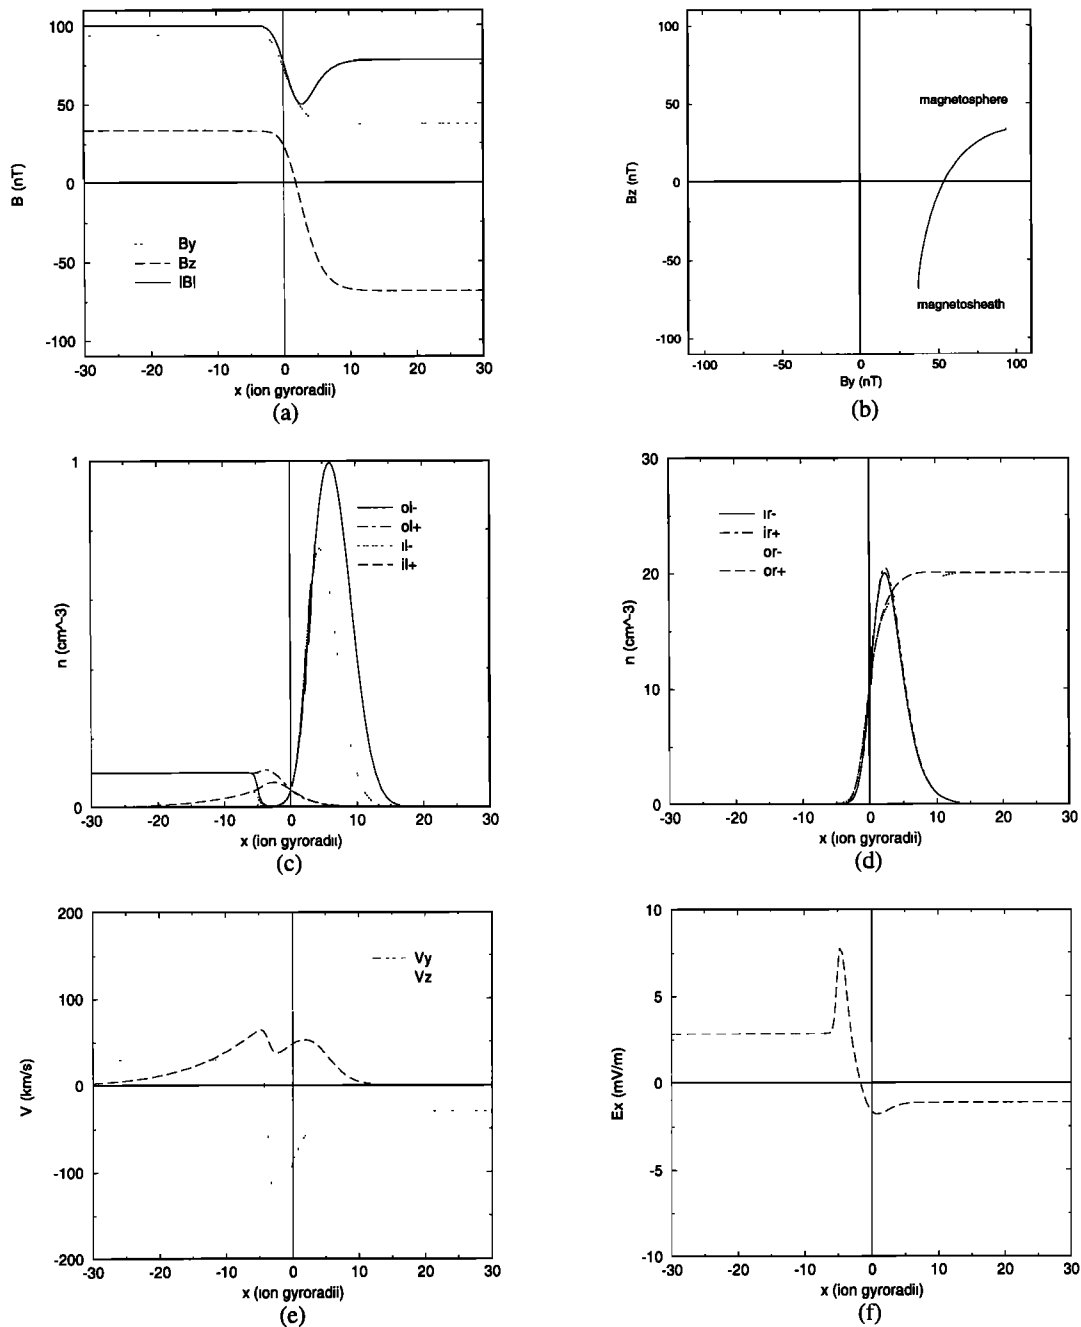 100
50
0
-50
-100
B (nT)
By
Bz
|B|
-30
-20
-10
0
10
20
30
x (ion gyroradii)
(a)
100
50
0
-50
-100
Bz (nT)
magnetosphere
magnetosheath
-100
-50
0
50
100
By (nT)
(b)
1
0
n (cm^-3)
ol-
ol+
il-
il+
-30
-20
-10
0
10
20
30
x (ion gyroradii)
(c)
30
20
10
0
n (cm^-3)
ir-
ir+
or-
or+
-30
-20
-10
0
10
20
30
x (ion gyroradii)
(d)
200
100
0
-100
-200
V (km/s)
Vy
Vz
-30
-20
-10
0
10
20
30
x (ion gyroradii)
(e)
10
5
0
-5
-10
Ex (mV/m)
-30
-20
-10
0
10
20
30
x (ion gyroradii)
(f)